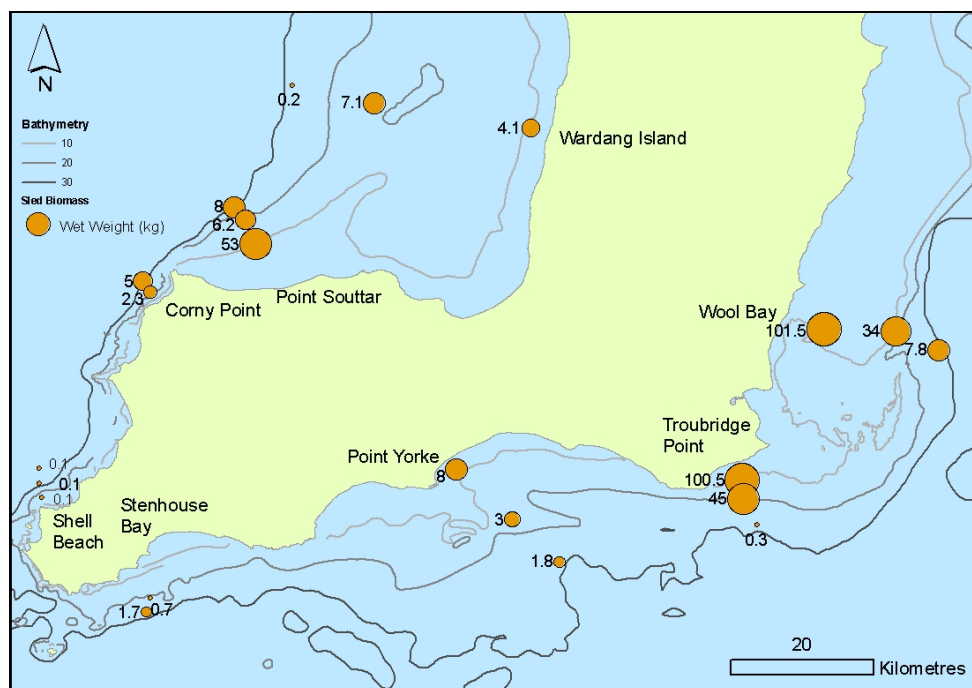 N
Bathymetry
10
20
30
Sled Biomass
Wet Weight (kg)
0.2
7.1
4.1
Wardang Island
8
6.2
53
5
2.3
Corny Point
Point Souttar
Wool Bay
101.5
34
7.8
Troubridge
Point
Point Yorke
8
100.5
45
0.3
0.1
0.1
0.1
Shell
Beach
Stenhouse
Bay
3
1.8
1.7
0.7
20
Kilometres